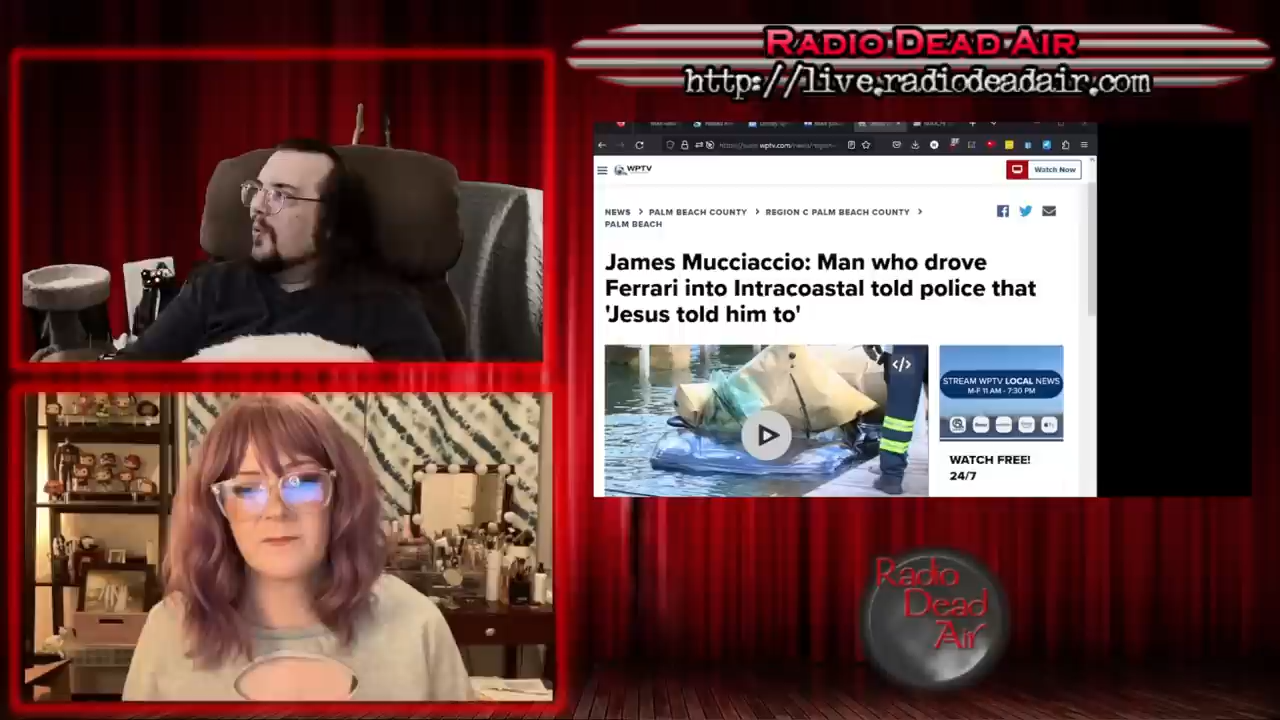 RADIO DEAD AIR
http://live.radiodeadair.com
WPTV
Watch Now
NEWS > PALM BEACH COUNTY > REGION C PALM BEACH COUNTY >
PALM BEACH
James Mucciaccio: Man who drove
Ferrari into Intracoastal told police that
'Jesus told him to'
STREAM WPTV LOCAL NEWS
M-F 11 AM - 7:30 PM
WATCH FREE!
24/7
Radio
Dead
Air